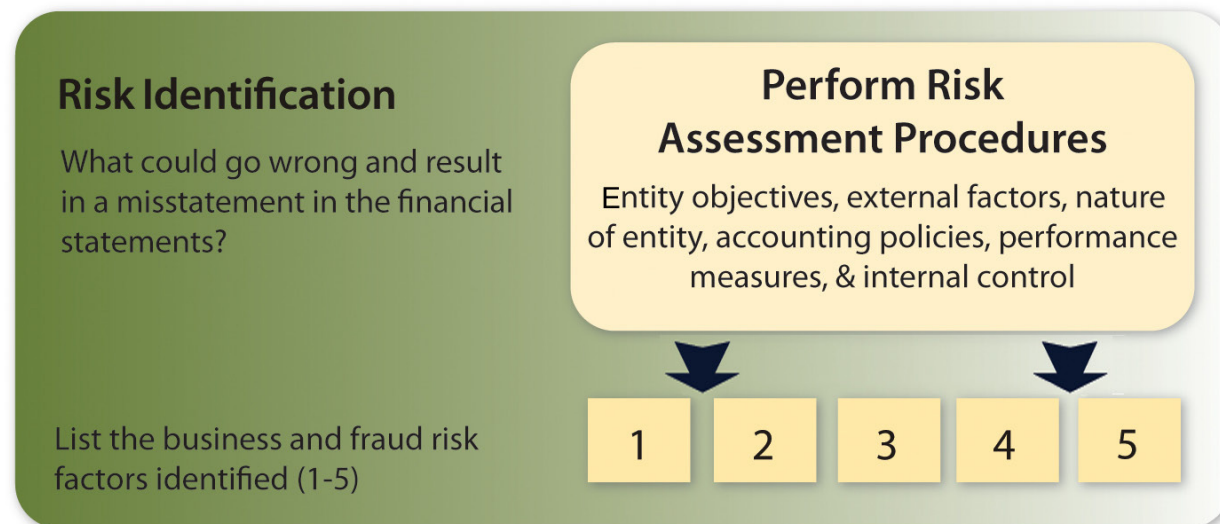 Risk Identification
What could go wrong and result
in a misstatement in the financial
statements?
List the business and fraud risk
factors identified (1-5)
Perform Risk
Assessment Procedures
Entity objectives, external factors, nature
of entity, accounting policies, performance
measures, & internal control
1 2 3 4 5